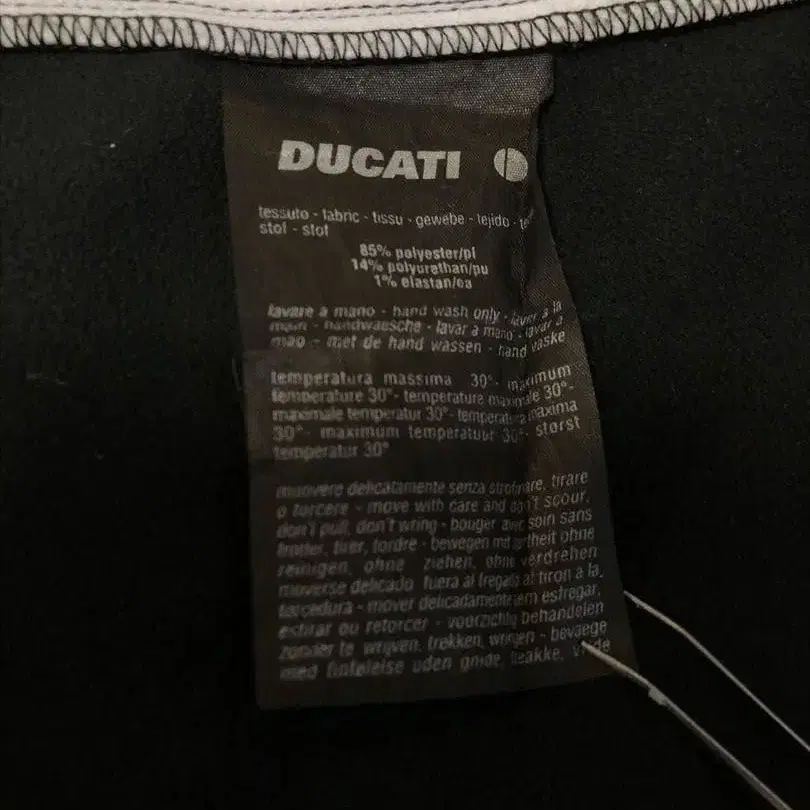 DUCATI
tessuto - fabric - tissu - gewebe - tejido -
stof - stof
85% polyester/pl
14% polyurethan/pu
1% elastan/ea
lavare a mano - hand wash only - laver à la
main - handwaesche - lavar a mano - lavar a
mao - met de hand wassen - hand vaske
temperatura massima 30°- maximum
temperature 30°- temperature maximale 30°-
maximale temperatur 30°- temperatura maxima
30°- maximum temperatuur 30°- storst
temperatur 30°
muovere delicatamente senza strofinare, tirare
o torcere - move with care and don't scour,
don't pull, don't wring - bouger avec soin sans
frotter, tirer, tordre - bewegen mit ohne
reinigen, ohne ziehen, ohne verdrehen
moverse delicado fuera al fregado al tiron a la
torcedura - mover delicadamente sem esfregar,
estirar ou retorcer - voorzichtig behandelen
zonder te wrijven, trekken, wringen - bevaege
med uden gnide, traekke, vride